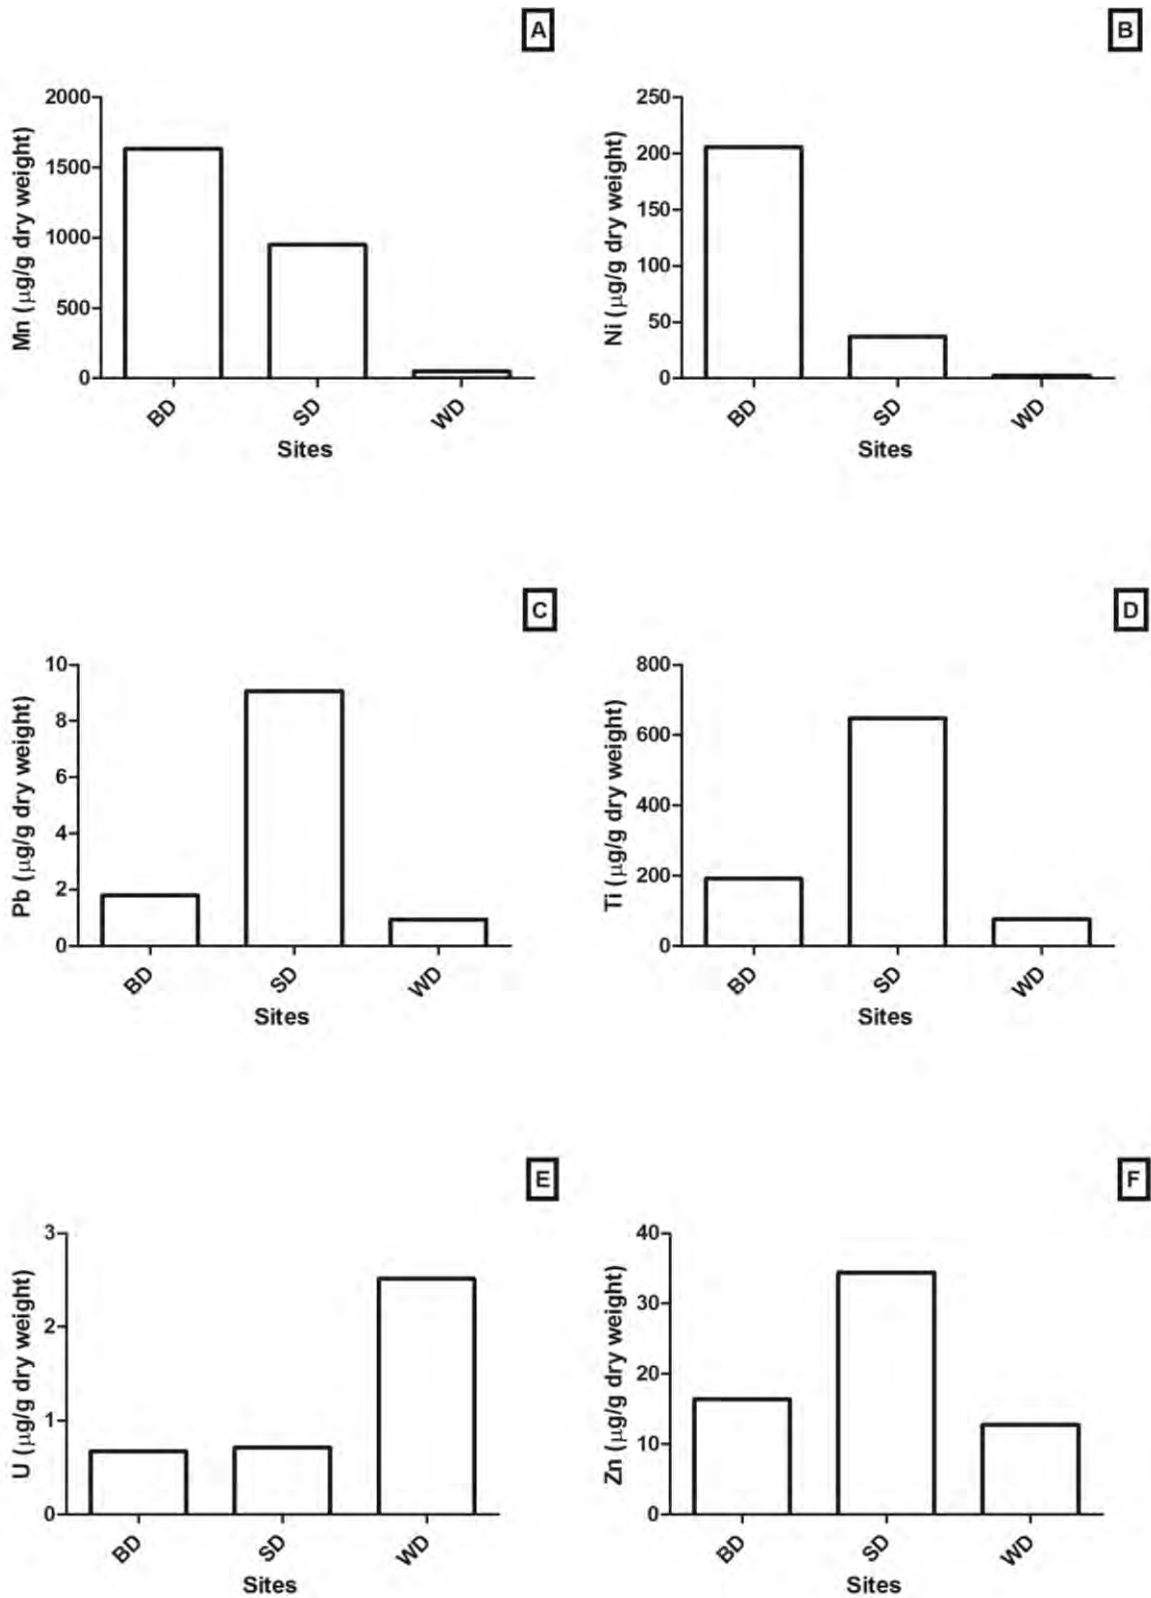 A
Mn (μg/g dry weight)
2000
1500
1000
500
0
BD
SD
WD
Sites
B
Ni (μg/g dry weight)
250
200
150
100
50
0
BD
SD
WD
Sites
C
Pb (μg/g dry weight)
10
8
6
4
2
0
BD
SD
WD
Sites
D
Ti (μg/g dry weight)
800
600
400
200
0
BD
SD
WD
Sites
E
U (μg/g dry weight)
3
2
1
0
BD
SD
WD
Sites
F
Zn (μg/g dry weight)
40
30
20
10
0
BD
SD
WD
Sites